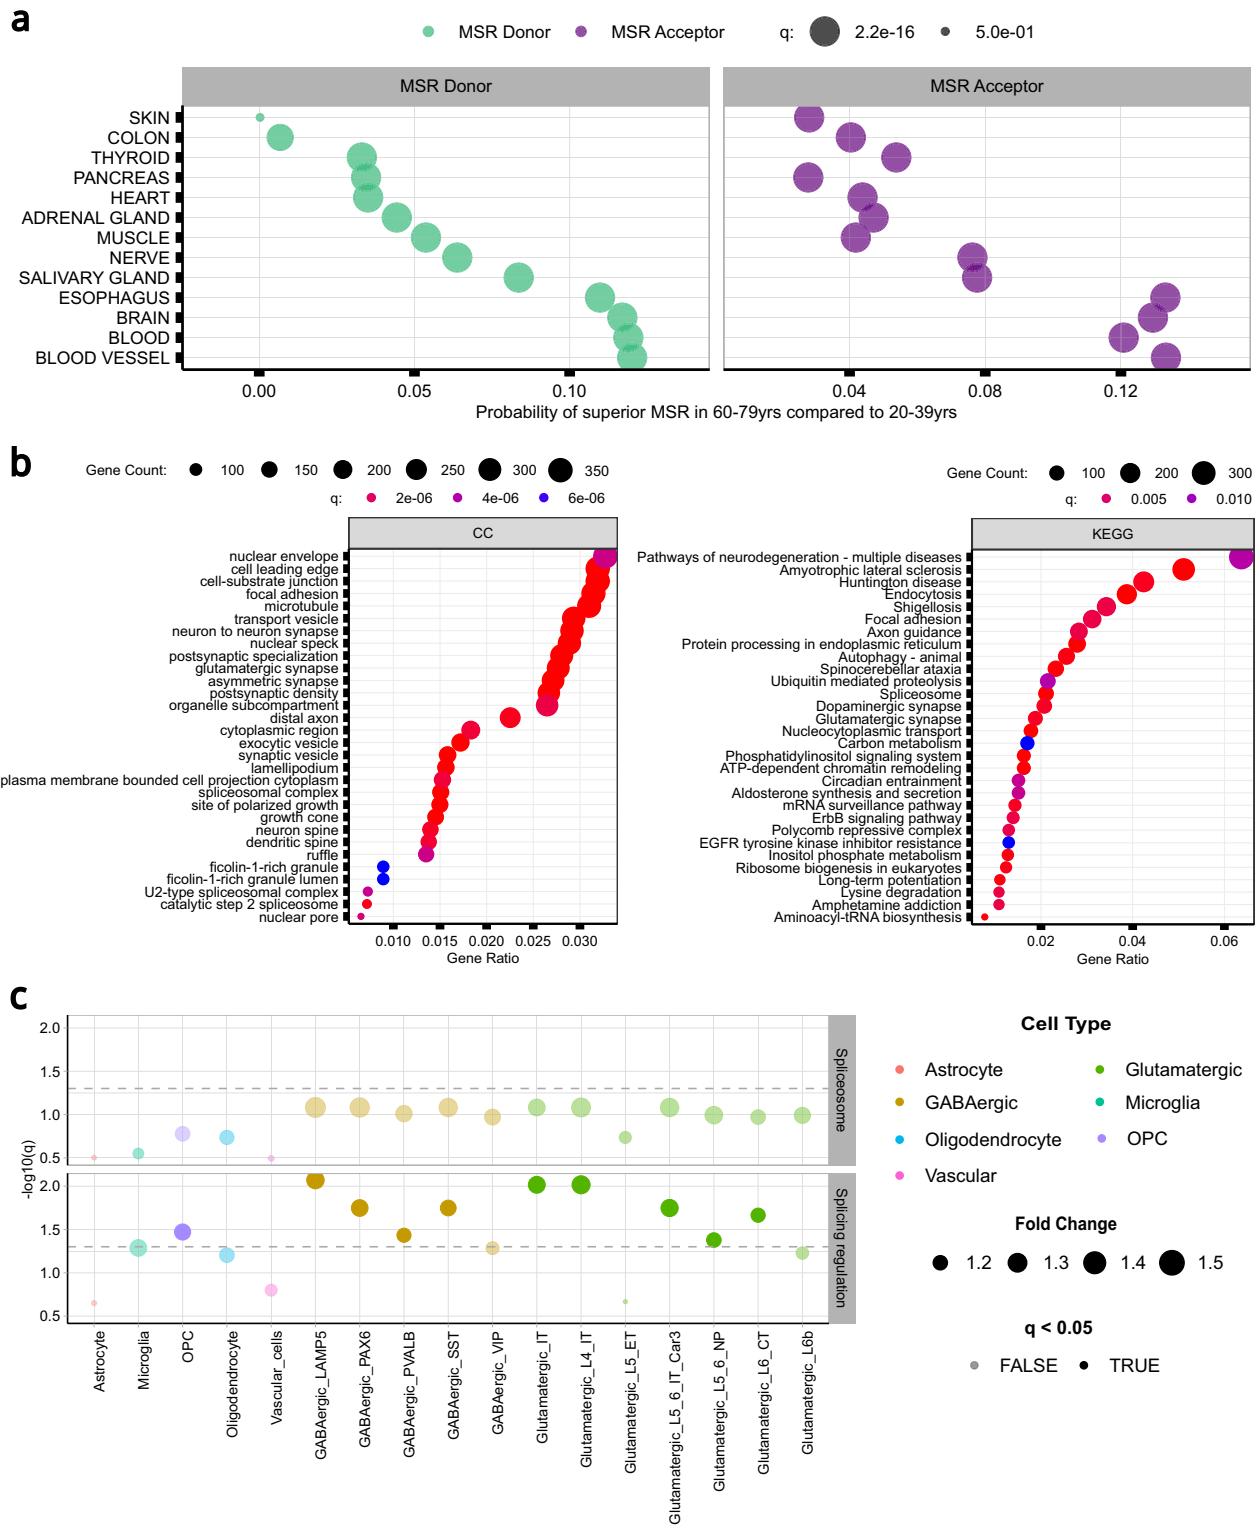 a
MSR Donor MSR Acceptor q: 2.2e-16 5.0e-01
MSR Donor MSR Acceptor
SKIN
COLON
THYROID
PANCREAS
HEART
ADRENAL GLAND
MUSCLE
NERVE
SALIVARY GLAND
ESOPHAGUS
BRAIN
BLOOD
BLOOD VESSEL
0.00 0.05 0.10 0.04 0.08 0.12
Probability of superior MSR in 60-79yrs compared to 20-39yrs
b
Gene Count: 100 150 200 250 300 350
q: 2e-06 4e-06 6e-06
CC
nuclear envelope
cell leading edge
cell-substrate junction
focal adhesion
microtubule
transport vesicle
neuron to neuron synapse
nuclear speck
postsynaptic specialization
glutamatergic synapse
asymmetric synapse
postsynaptic density
organelle subcompartment
distal axon
cytoplasmic region
exocytic vesicle
synaptic vesicle
lamellipodium
plasma membrane bounded cell projection cytoplasm
spliceosomal complex
site of polarized growth
growth cone
neuron spine
dendritic spine
ruffle
ficolin-1-rich granule
ficolin-1-rich granule lumen
U2-type spliceosomal complex
catalytic step 2 spliceosome
nuclear pore
0.010 0.015 0.020 0.025 0.030
Gene Ratio
Gene Count: 100 200 300
q: 0.005 0.010
KEGG
Pathways of neurodegeneration - multiple diseases
Amyotrophic lateral sclerosis
Huntington disease
Endocytosis
Shigellosis
Focal adhesion
Axon guidance
Protein processing in endoplasmic reticulum
Autophagy - animal
Spinocerebellar ataxia
Ubiquitin mediated proteolysis
Spliceosome
Dopaminergic synapse
Glutamatergic synapse
Nucleocytoplasmic transport
Carbon metabolism
Phosphatidylinositol signaling system
ATP-dependent chromatin remodeling
Circadian entrainment
Aldosterone synthesis and secretion
mRNA surveillance pathway
ErbB signaling pathway
Polycomb repressive complex
EGFR tyrosine kinase inhibitor resistance
Inositol phosphate metabolism
Ribosome biogenesis in eukaryotes
Long-term potentiation
Lysine degradation
Amphetamine addiction
Aminoacyl-tRNA biosynthesis
0.02 0.04 0.06
Gene Ratio
c
-log10(q)
2.0
1.5
1.0
0.5
Spliceosome
2.0
1.5
1.0
0.5
Splicing regulation
Astrocyte
Microglia
OPC
Oligodendrocyte
Vascular_cells
GABAergic_LAMP5
GABAergic_PAX6
GABAergic_PVALB
GABAergic_SST
GABAergic_VIP
Glutamatergic_IT
Glutamatergic_L4_IT
Glutamatergic_L5_ET
Glutamatergic_L5_6_IT_Car3
Glutamatergic_L5_6_NP
Glutamatergic_L6_CT
Glutamatergic_L6b
Cell Type
Astrocyte Glutamatergic
GABAergic Microglia
Oligodendrocyte OPC
Vascular
Fold Change
1.2 1.3 1.4 1.5
q < 0.05
FALSE TRUE